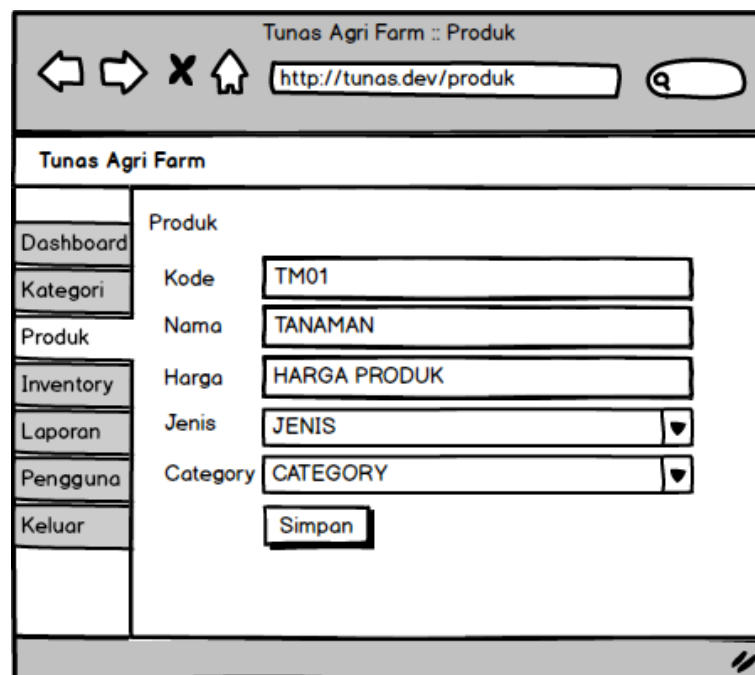 Tunas Agri Farm :: Produk
http://tunas.dev/produk
Tunas Agri Farm
Dashboard
Kategori
Produk
Inventory
Laporan
Pengguna
Keluar
Produk
Kode TM01
Nama TANAMAN
Harga HARGA PRODUK
Jenis JENIS
Category CATEGORY
Simpan